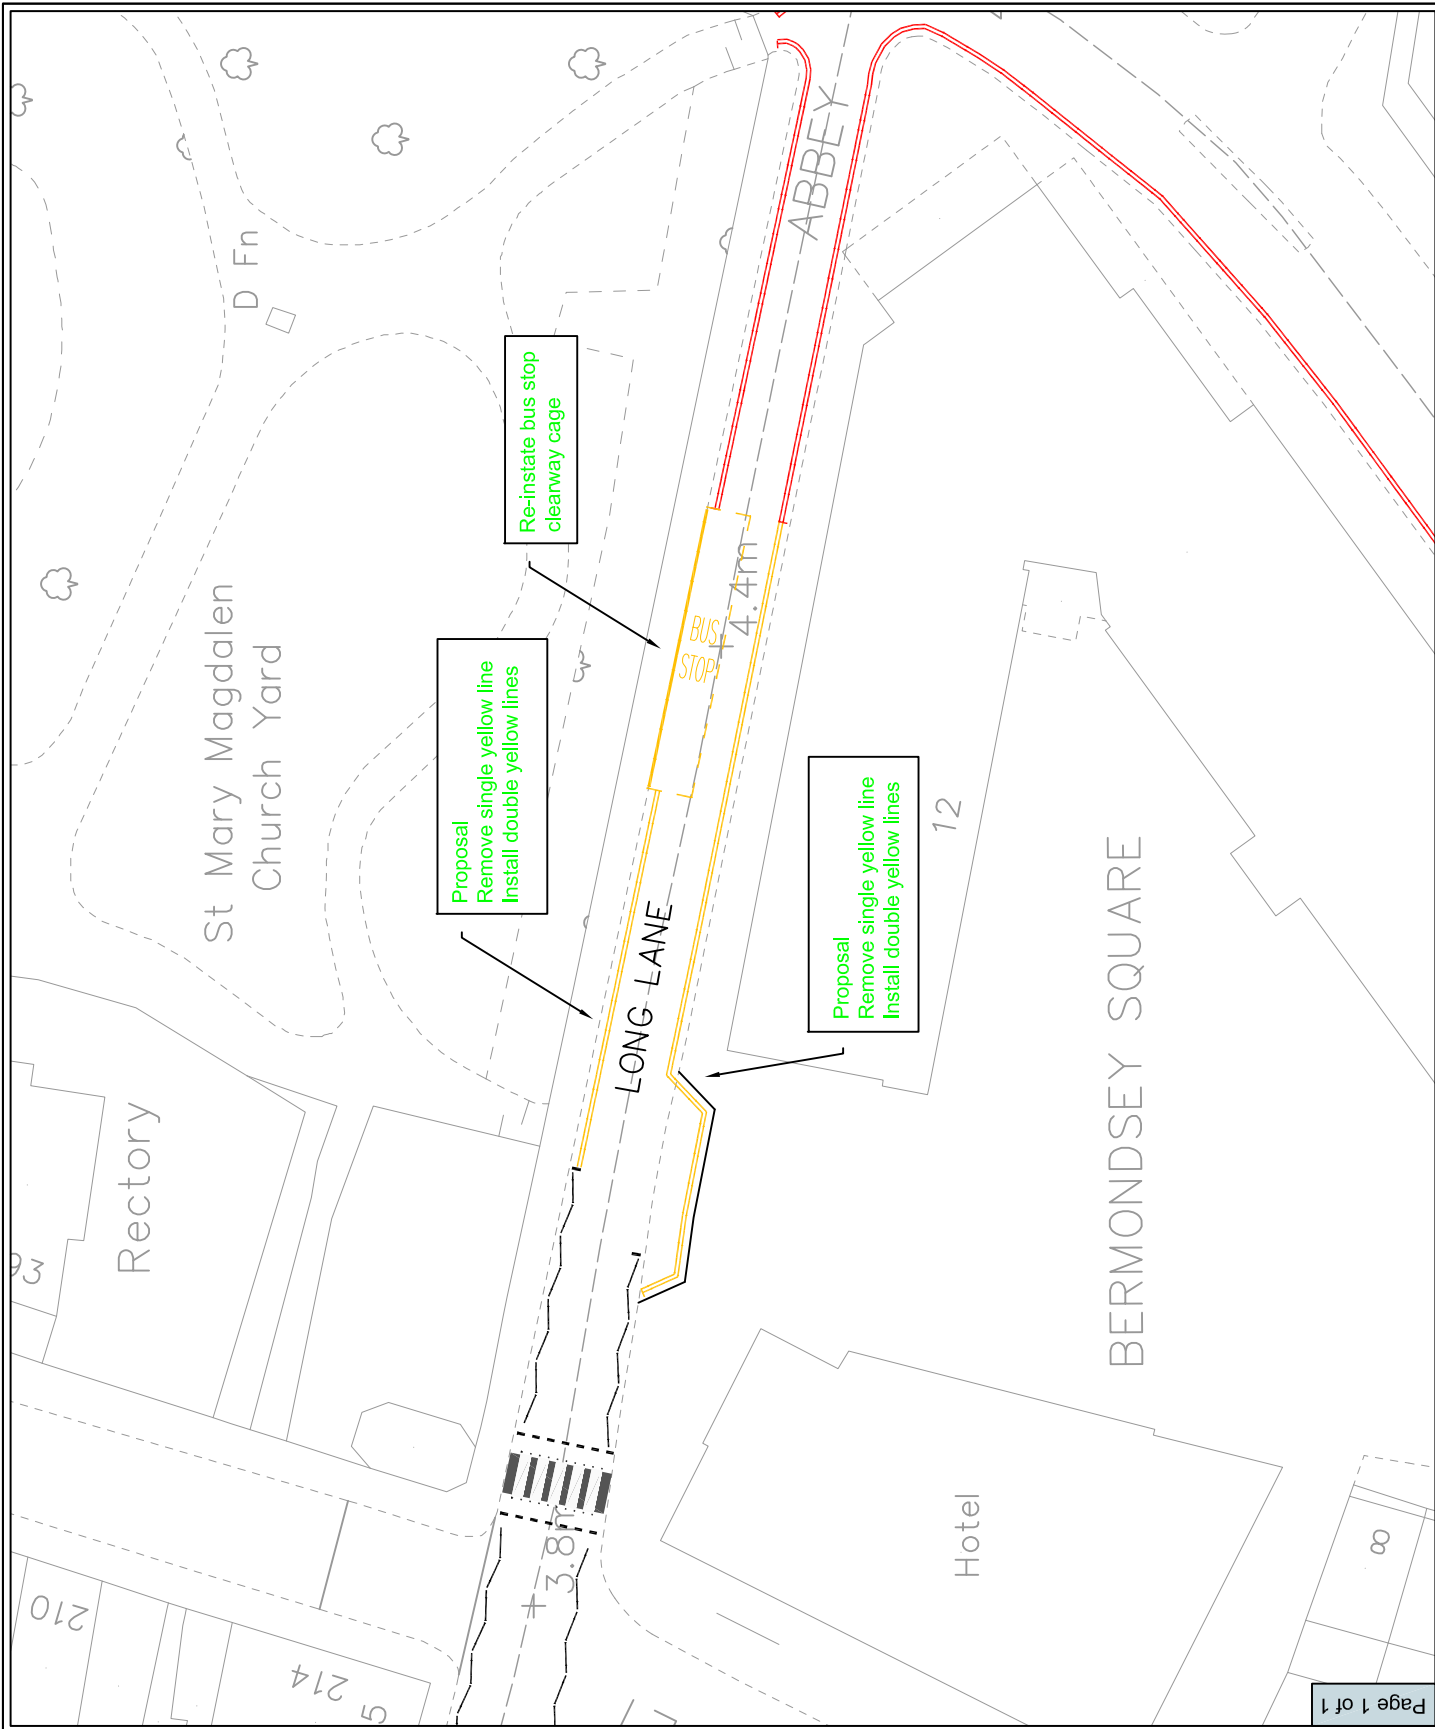 St Mary Magdalen
Church Yard
D Fn
Re-instate bus stop
clearway cage
Proposal
Remove single yellow line
Install double yellow lines
ABBEY
BUS
STOP
4.4m
LONG LANE
Proposal
Remove single yellow line
Install double yellow lines
12
BERMONDSEY SQUARE
Rectory
63
3.8m
Hotel
8
210
214
5
Page 1 of 1